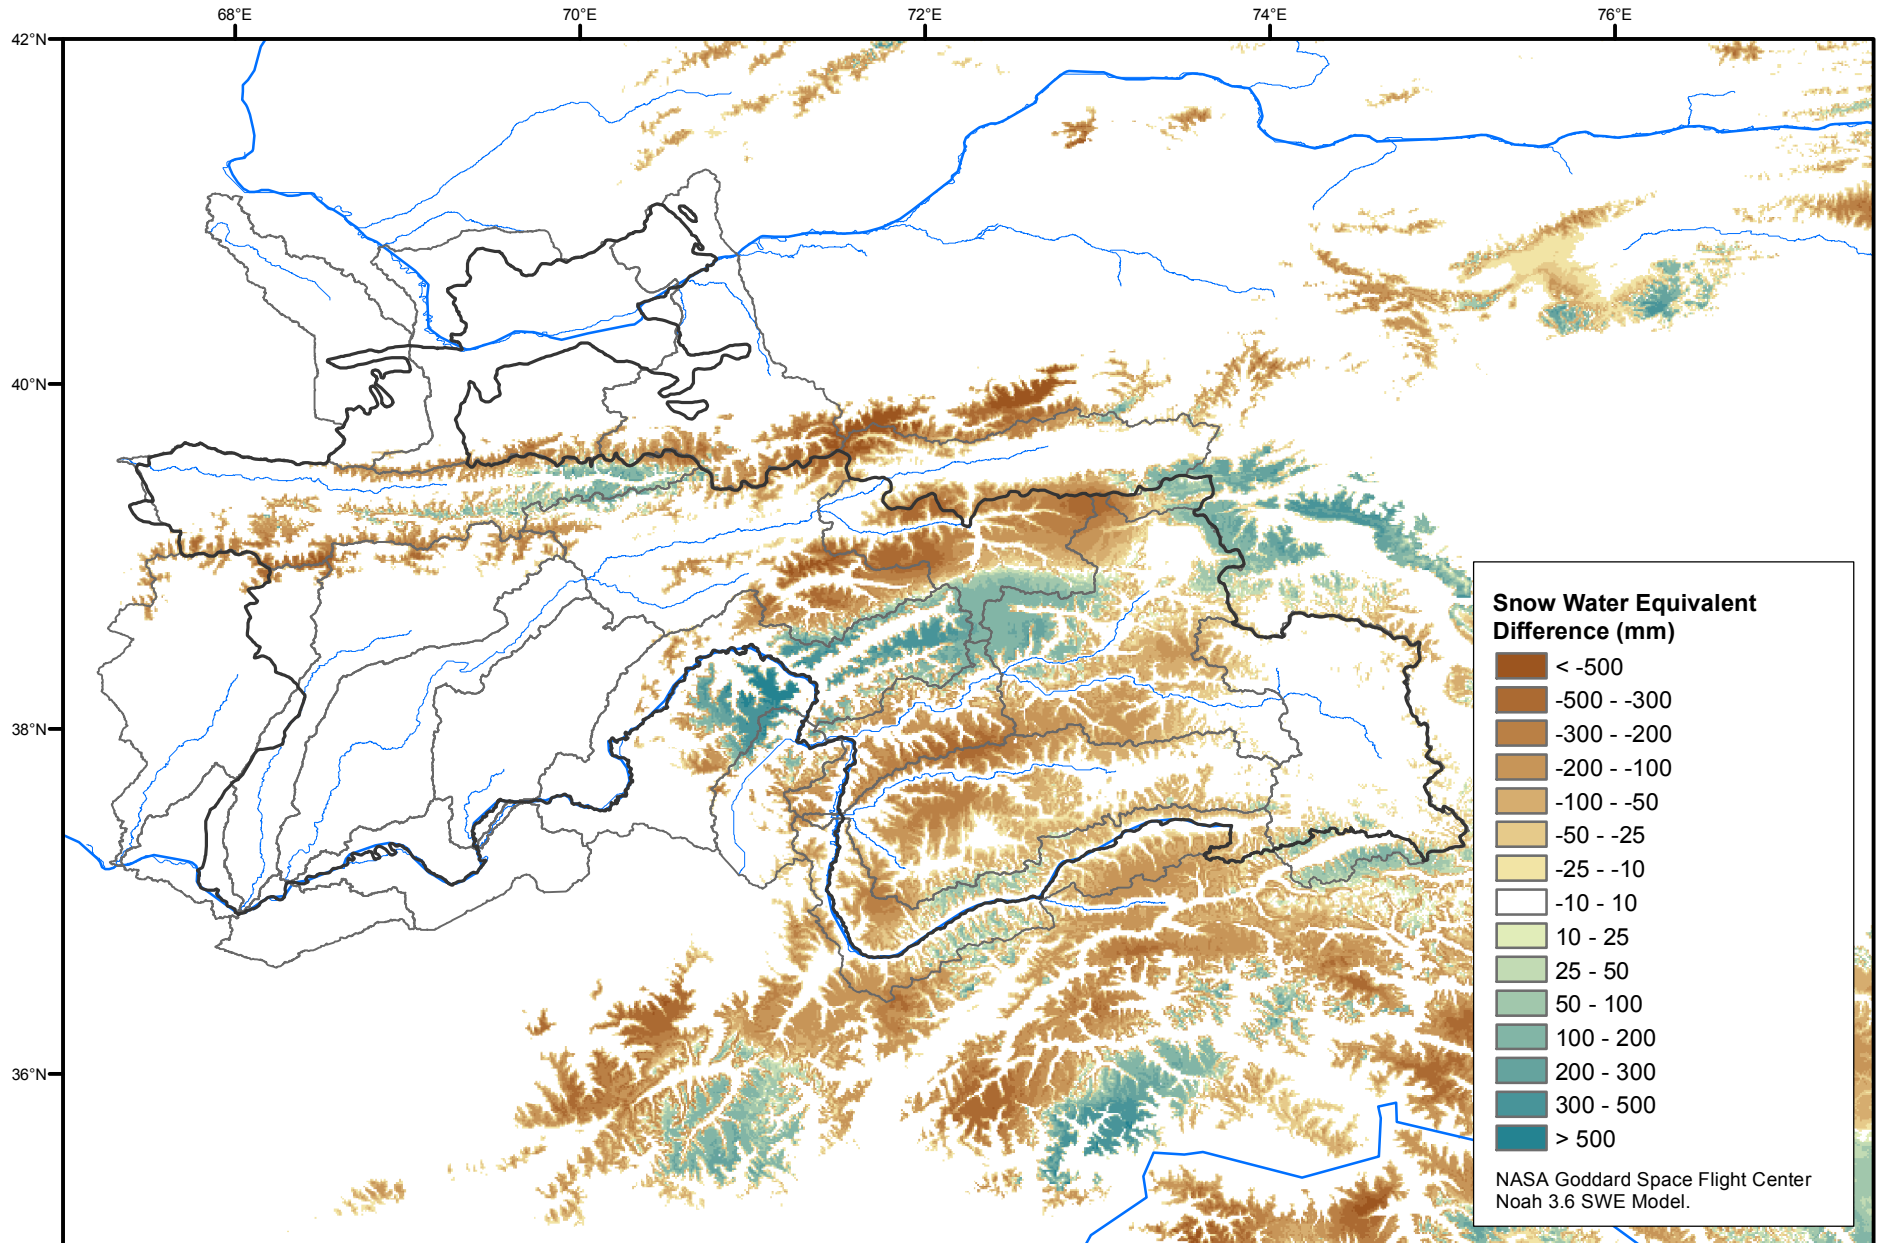 68°E 70°E 72°E 74°E 76°E
42°N
40°N
38°N
36°N
Snow Water Equivalent
Difference (mm)
< -500
-500 - -300
-300 - -200
-200 - -100
-100 - -50
-50 - -25
-25 - -10
-10 - 10
10 - 25
25 - 50
50 - 100
100 - 200
200 - 300
300 - 500
> 500
NASA Goddard Space Flight Center
Noah 3.6 SWE Model.